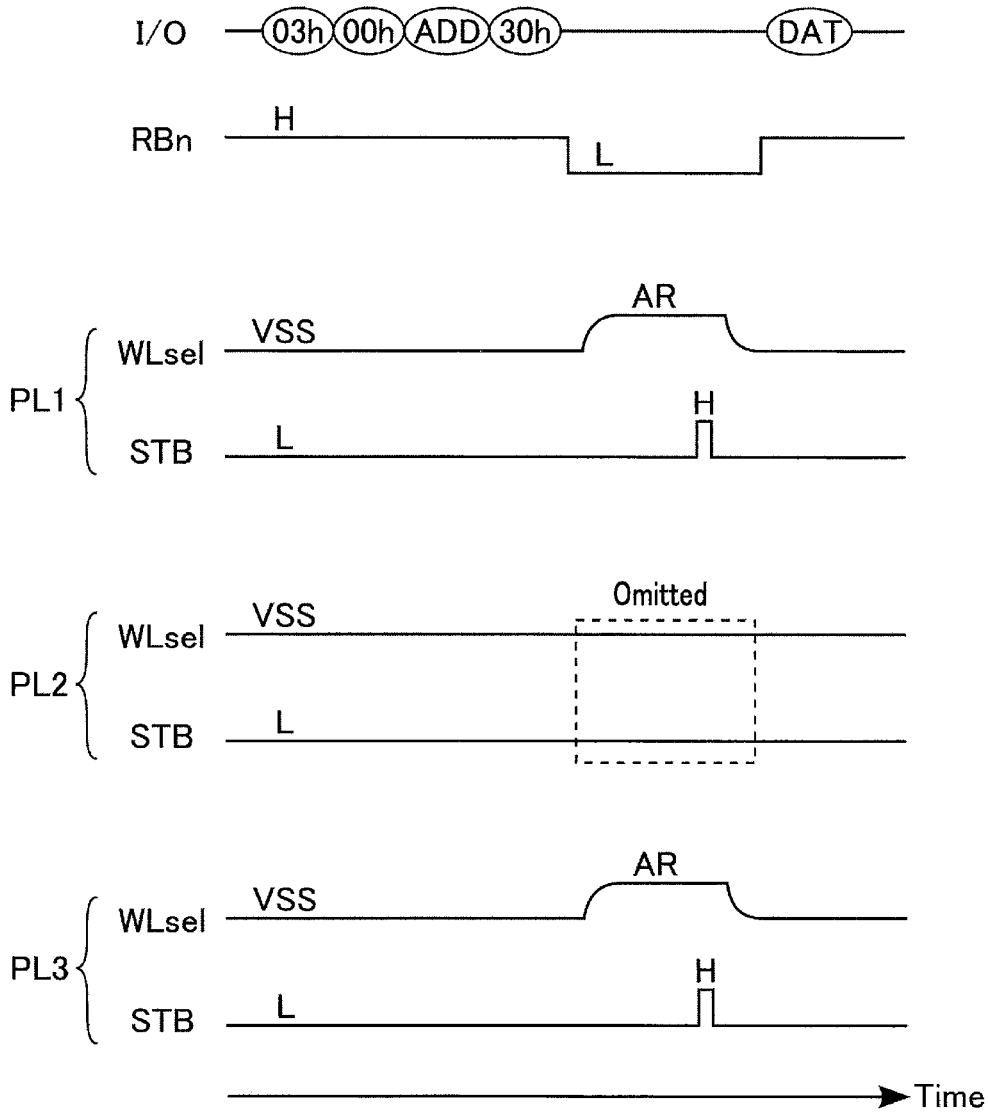 I/O 03h 00h ADD 30h DAT
RBn H L
PL1
WLsel VSS AR
STB L H
Omitted
PL2
WLsel VSS
STB L
PL3
WLsel VSS AR
STB L H
Time